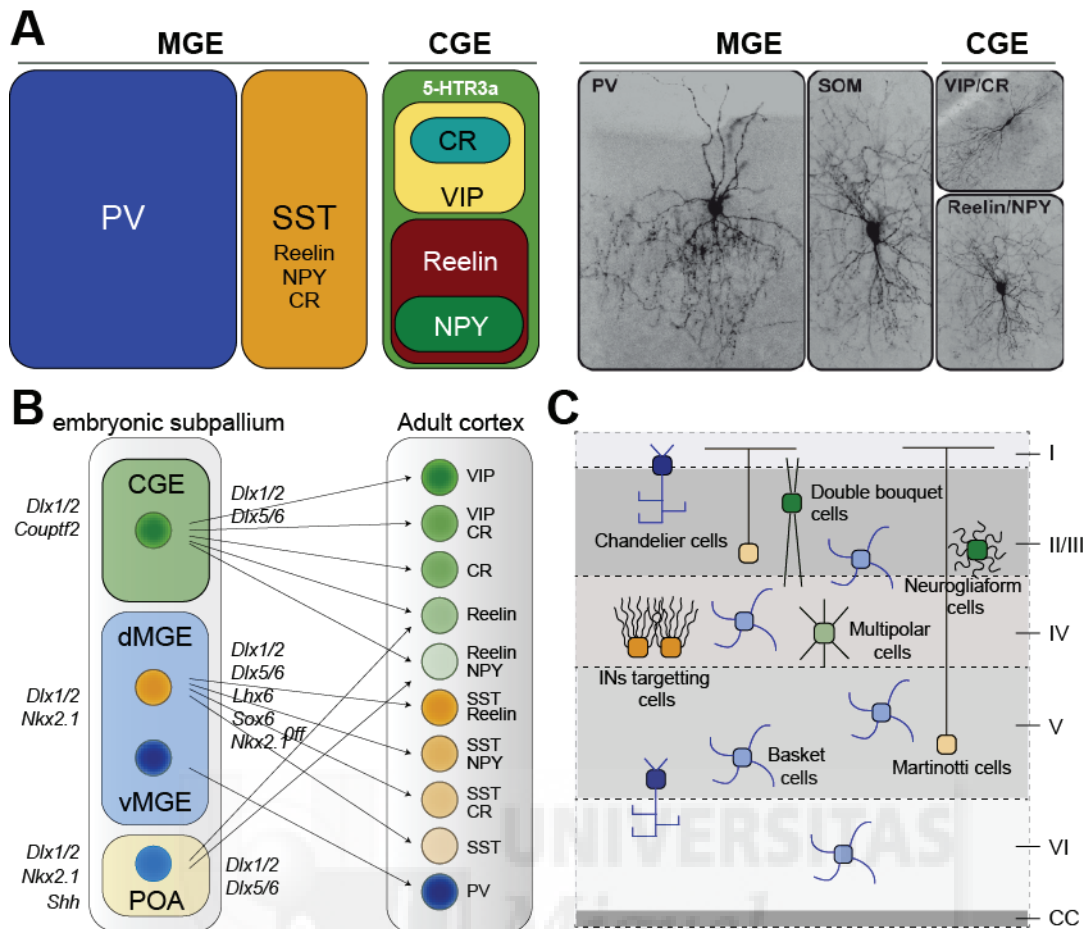 A
MGE
CGE
PV
SST
Reelin
NPY
CR
5-HTR3a
CR
VIP
Reelin
NPY
MGE
CGE
PV
SOM
VIP/CR
Reelin/NPY
B
embryonic subpallium
Adult cortex
CGE
Dlx1/2
Couptf2
Dlx1/2
Dlx5/6
dMGE
vMGE
Dlx1/2
Nkx2.1
Dlx1/2
Dlx5/6
Lhx6
Sox6
Nkx2.1off
POA
Dlx1/2
Nkx2.1
Shh
Dlx1/2
Dlx5/6
VIP
VIP
CR
CR
Reelin
Reelin
NPY
SST
Reelin
SST
NPY
SST
CR
SST
PV
C
Chandelier cells
Double bouquet
cells
Neurogliaform
cells
INs targetting
cells
Multipolar
cells
Basket
cells
Martinotti cells
I
II/III
IV
V
VI
CC
UNIVERSITAS
Miguel